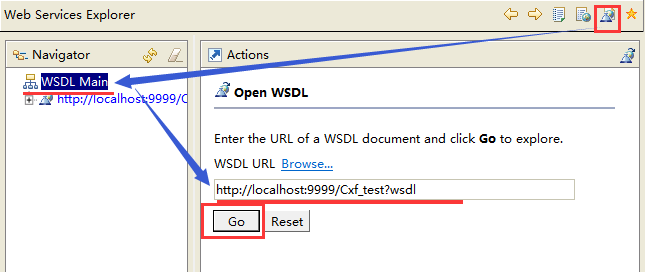 Web Services Explorer
Navigator
WSDL Main
http://localhost:9999/C
Actions
Open WSDL
Enter the URL of a WSDL document and click Go to explore.
WSDL URL Browse...
http://localhost:9999/Cxf_test?wsdl
Go Reset